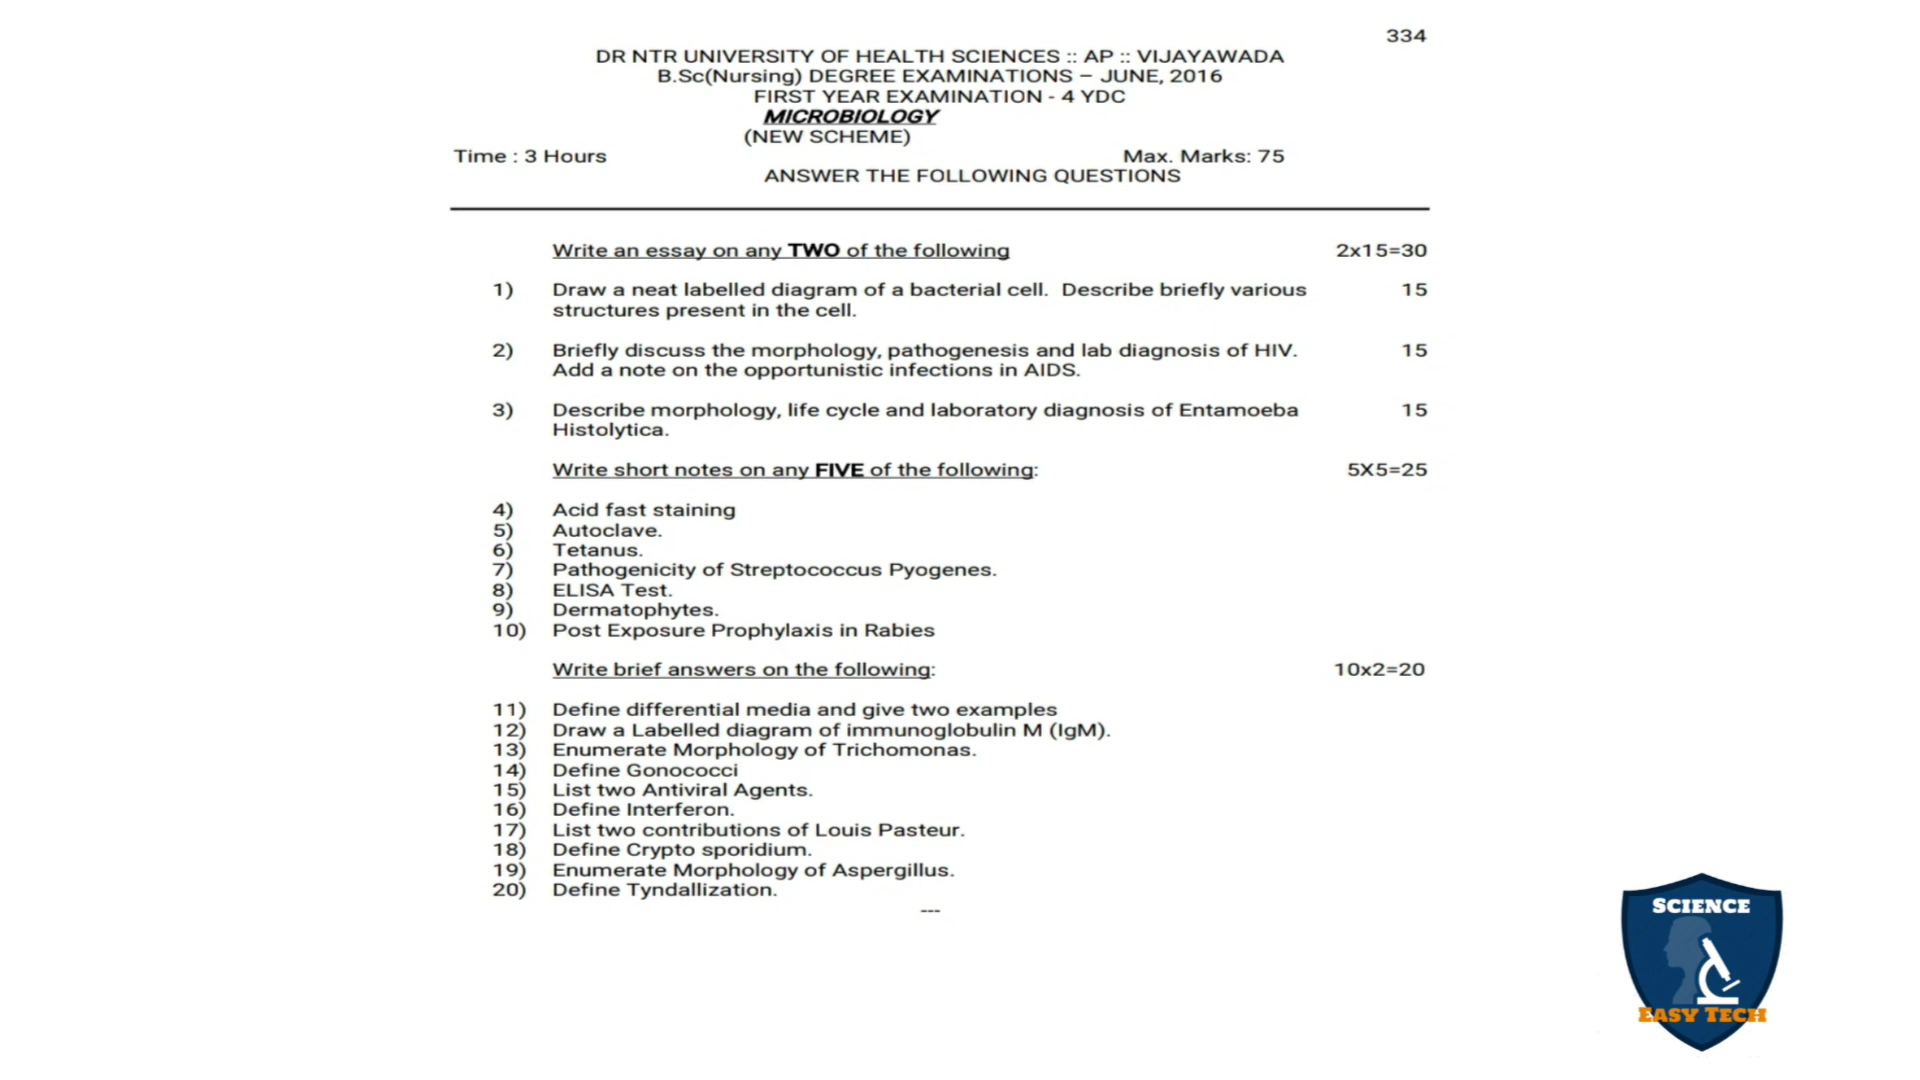 334
DR NTR UNIVERSITY OF HEALTH SCIENCES :: AP :: VIJAYAWADA
B.Sc(Nursing) DEGREE EXAMINATIONS – JUNE, 2016
FIRST YEAR EXAMINATION - 4 YDC
MICROBIOLOGY
(NEW SCHEME)
Time : 3 Hours Max. Marks: 75
ANSWER THE FOLLOWING QUESTIONS
Write an essay on any TWO of the following 2x15=30
1) Draw a neat labelled diagram of a bacterial cell. Describe briefly various 15
structures present in the cell.
2) Briefly discuss the morphology, pathogenesis and lab diagnosis of HIV. 15
Add a note on the opportunistic infections in AIDS.
3) Describe morphology, life cycle and laboratory diagnosis of Entamoeba 15
Histolytica.
Write short notes on any FIVE of the following: 5X5=25
4) Acid fast staining
5) Autoclave.
6) Tetanus.
7) Pathogenicity of Streptococcus Pyogenes.
8) ELISA Test.
9) Dermatophytes.
10) Post Exposure Prophylaxis in Rabies
Write brief answers on the following: 10x2=20
11) Define differential media and give two examples
12) Draw a Labelled diagram of immunoglobulin M (IgM).
13) Enumerate Morphology of Trichomonas.
14) Define Gonococci
15) List two Antiviral Agents.
16) Define Interferon.
17) List two contributions of Louis Pasteur.
18) Define Crypto sporidium.
19) Enumerate Morphology of Aspergillus.
20) Define Tyndallization.
---
SCIENCE
EASY TECH